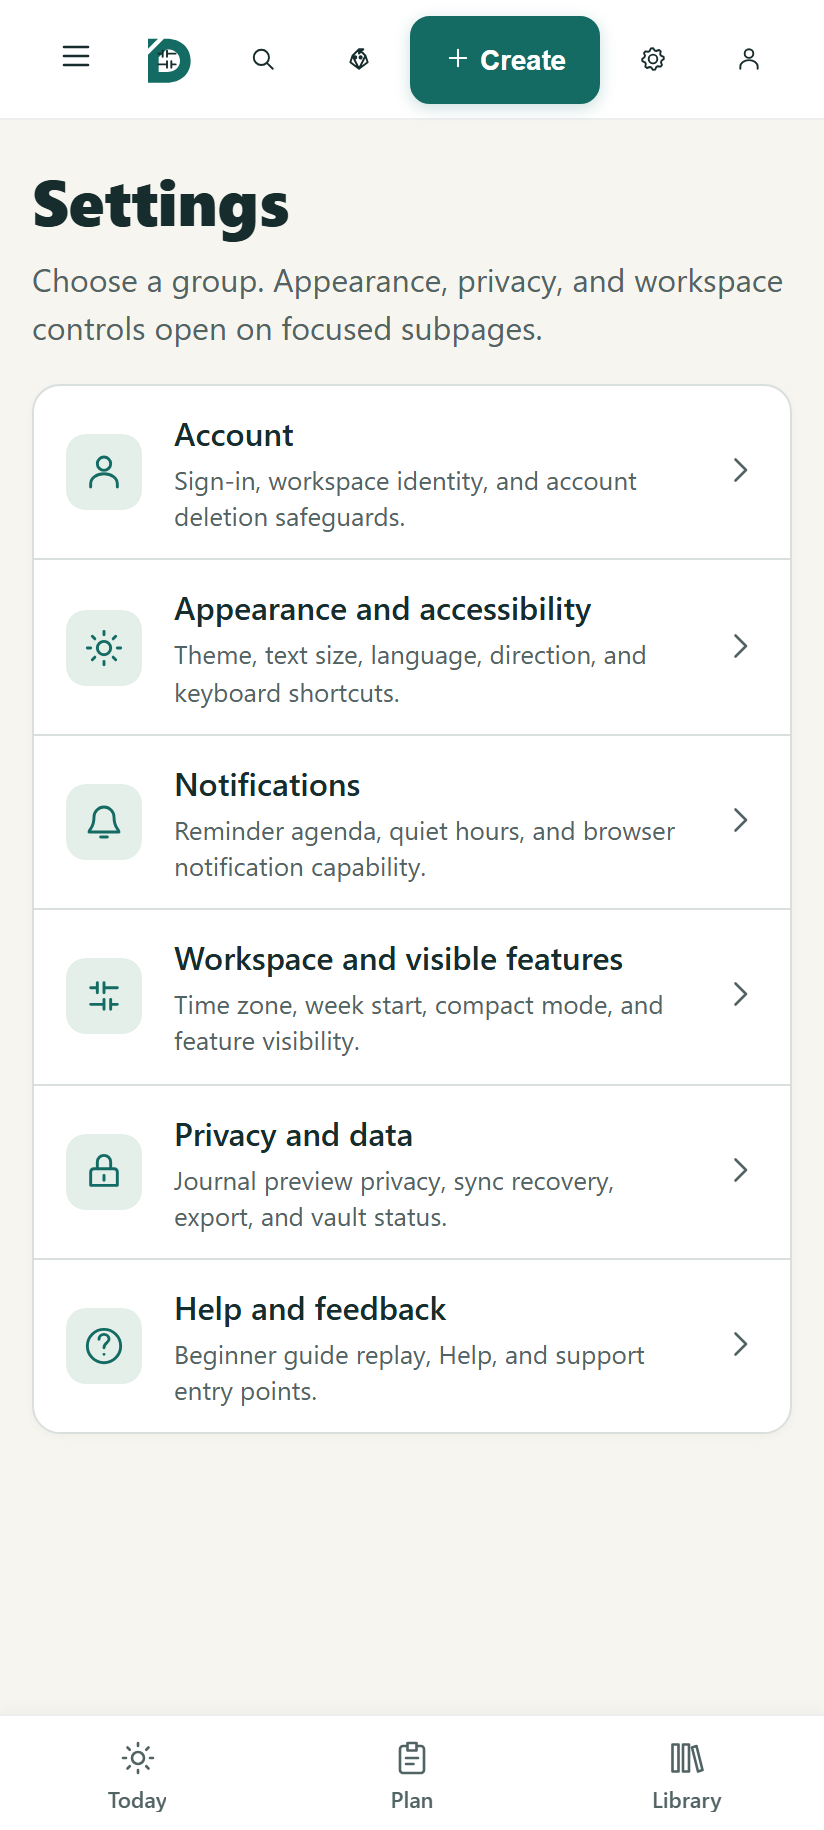 + Create
Settings
Choose a group. Appearance, privacy, and workspace
controls open on focused subpages.
Account
Sign-in, workspace identity, and account
deletion safeguards.
Appearance and accessibility
Theme, text size, language, direction, and
keyboard shortcuts.
Notifications
Reminder agenda, quiet hours, and browser
notification capability.
Workspace and visible features
Time zone, week start, compact mode, and
feature visibility.
Privacy and data
Journal preview privacy, sync recovery,
export, and vault status.
Help and feedback
Beginner guide replay, Help, and support
entry points.
Today
Plan
Library